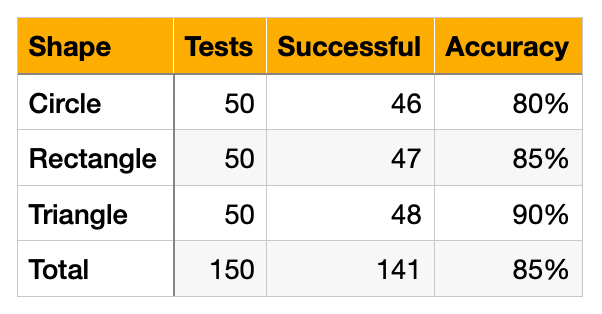 Shape Tests Successful Accuracy
Circle 50 46 80%
Rectangle 50 47 85%
Triangle 50 48 90%
Total 150 141 85%